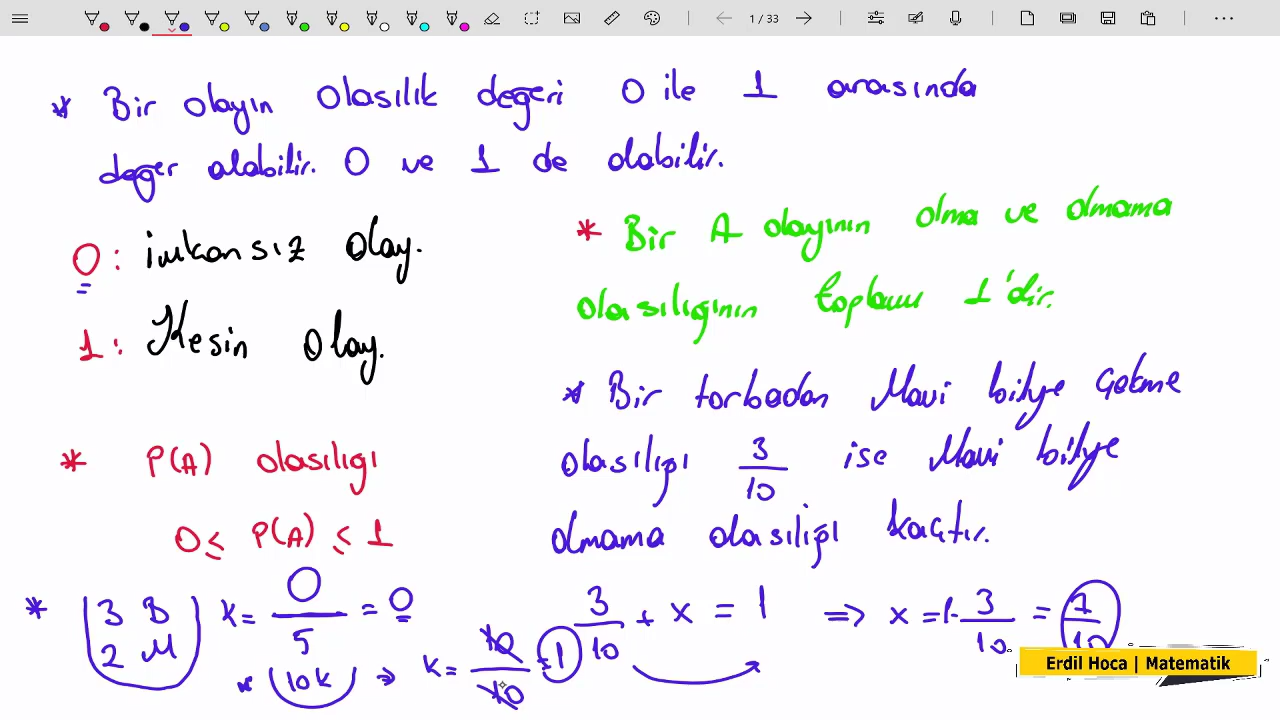 1 / 33
* Bir olayın olasılık değeri 0 ile 1 arasında
değer alabilir. 0 ve 1 de olabilir.
0: imkansız olay.
1: Kesin olay.
* P(A) olasılığı
0 ≤ P(A) ≤ 1
* Bir A olayının olma ve olmama
olasılığının toplamı 1'dir.
* Bir torbadan Mavi bilye çekme
olasılığı 3/10 ise Mavi bilye
olmama olasılığı kaçtır.
* 3 B 2 M K = 0/5 = 0
* 10K => K = 10/10 = 1
3/10 + x = 1 => x = 1 - 3/10 = 7/10
Erdil Hoca | Matematik